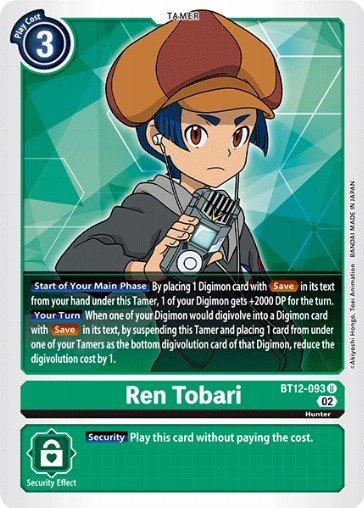 TAMER
Play Cost
3
Start of Your Main Phase By placing 1 Digimon card with Save in its text
from your hand under this Tamer, 1 of your Digimon gets +2000 DP for the turn.
Your Turn When one of your Digimon would digivolve into a Digimon card
with Save in its text, by suspending this Tamer and placing 1 card from under
one of your Tamers as the bottom digivolution card of that Digimon, reduce the
digivolution cost by 1.
©Akiyoshi Hongo, Toei Animation BANDAI MADE IN JAPAN
Ren Tobari
BT12-093 U
02
Hunter
Security Play this card without paying the cost.
Security Effect